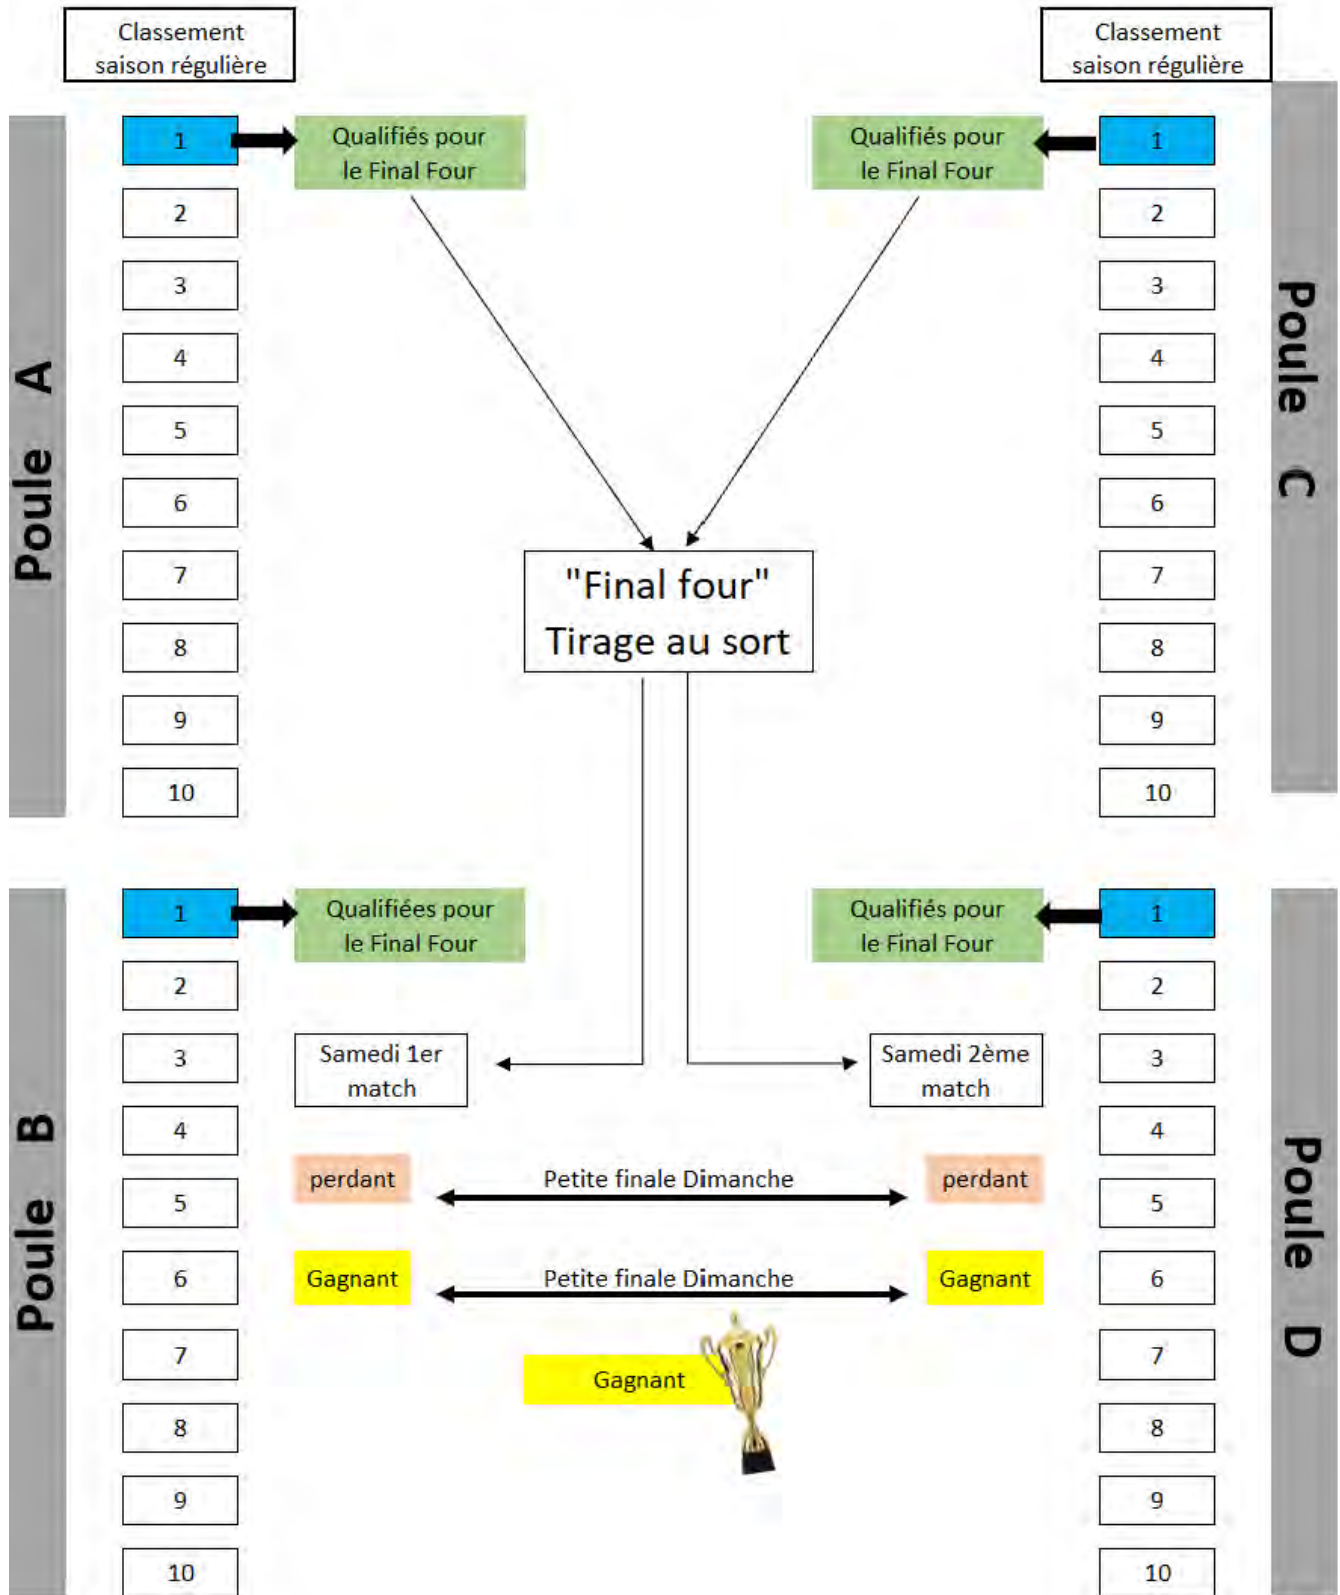 Classement
saison régulière
Classement
saison régulière
Poule A
1
2
3
4
5
6
7
8
9
10
Qualifiés pour
le Final Four
Qualifiés pour
le Final Four
1
2
3
4
5
6
7
8
9
10
Poule C
"Final four"
Tirage au sort
Poule B
1
2
3
4
5
6
7
8
9
10
Qualifiées pour
le Final Four
Qualifiés pour
le Final Four
Samedi 1er
match
Samedi 2ème
match
perdant
Petite finale Dimanche
perdant
Gagnant
Petite finale Dimanche
Gagnant
Gagnant
1
2
3
4
5
6
7
8
9
10
Poule D